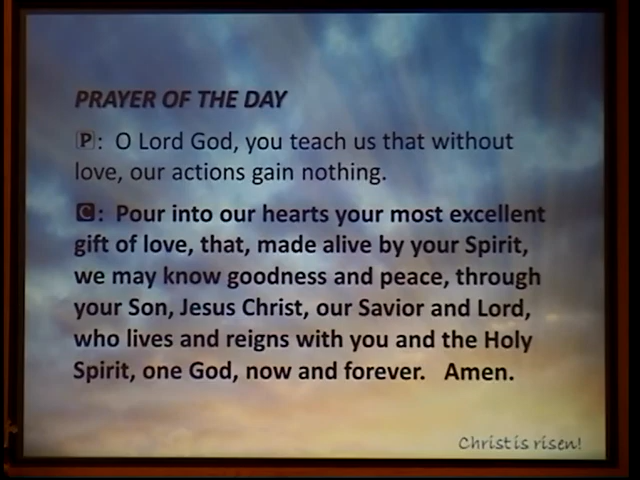 PRAYER OF THE DAY
P: O Lord God, you teach us that without
love, our actions gain nothing.
C: Pour into our hearts your most excellent
gift of love, that, made alive by your Spirit,
we may know goodness and peace, through
your Son, Jesus Christ, our Savior and Lord,
who lives and reigns with you and the Holy
Spirit, one God, now and forever. Amen.
Christ is risen!